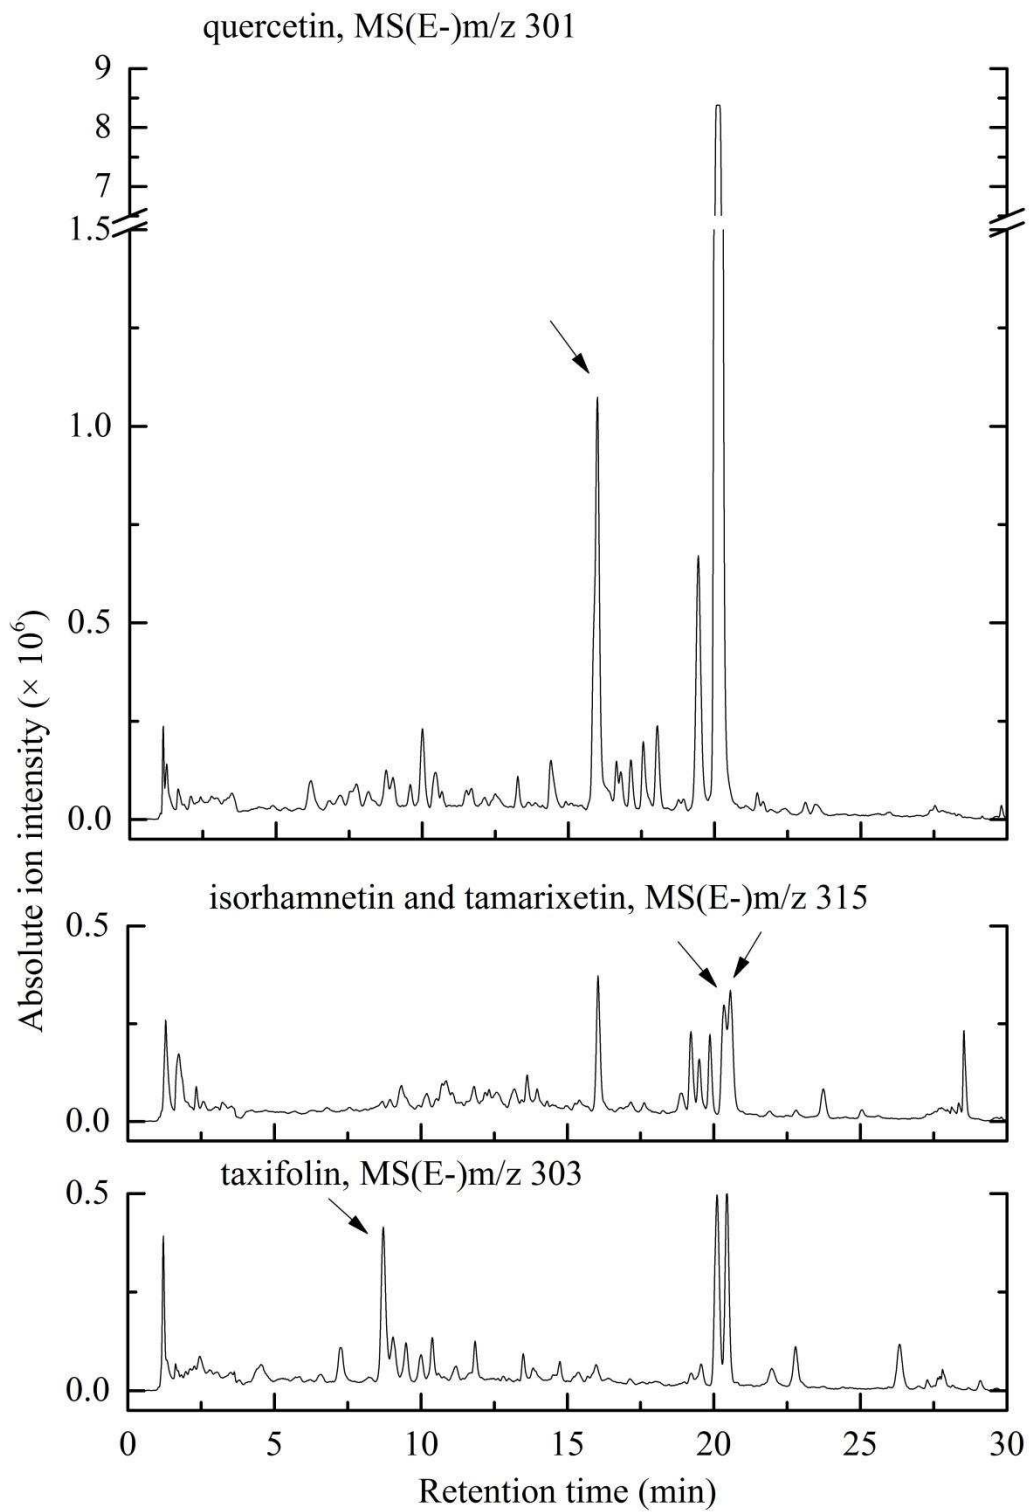 quercetin, MS(E-)m/z 301
9
8
7
1.5
1.0
0.5
0.0
Absolute ion intensity (× 10⁶)
isorhamnetin and tamarixetin, MS(E-)m/z 315
0.5
0.0
taxifolin, MS(E-)m/z 303
0.5
0.0
0 5 10 15 20 25 30
Retention time (min)